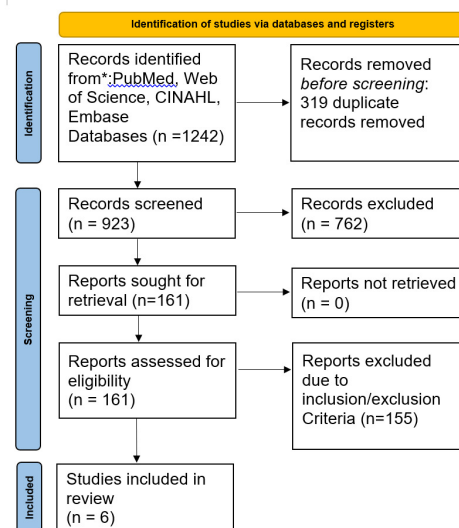 Identification of studies via databases and registers
Identification
Records identified
from*:PubMed, Web
of Science, CINAHL,
Embase
Databases (n =1242)
Records removed
before screening:
319 duplicate
records removed
Screening
Records screened
(n = 923)
Records excluded
(n = 762)
Reports sought for
retrieval (n=161)
Reports not retrieved
(n = 0)
Reports assessed for
eligibility
(n = 161)
Reports excluded
due to
inclusion/exclusion
Criteria (n=155)
Included
Studies included in
review
(n = 6)